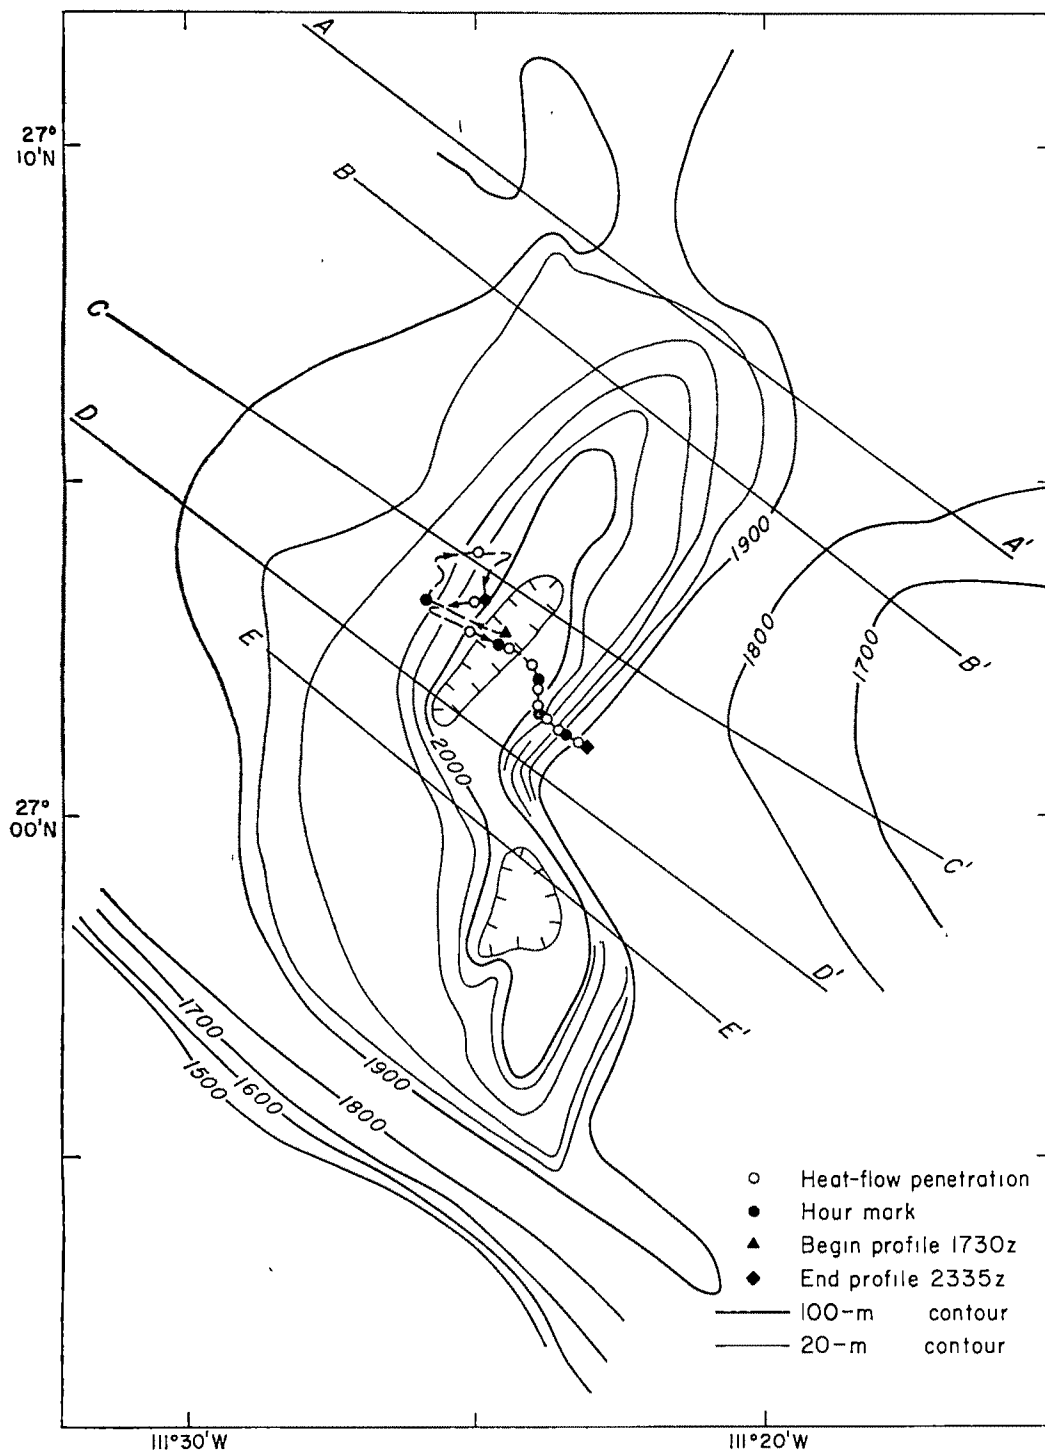 A
27°
10'N
B
C
D
1900
A'
E
1800
1700
B'
2000
27°
00'N
C'
D'
E'
1700
1500
1600
1900
1800
Heat-flow penetration
Hour mark
Begin profile 1730z
End profile 2335z
100-m contour
20-m contour
111°30'W
111°20'W